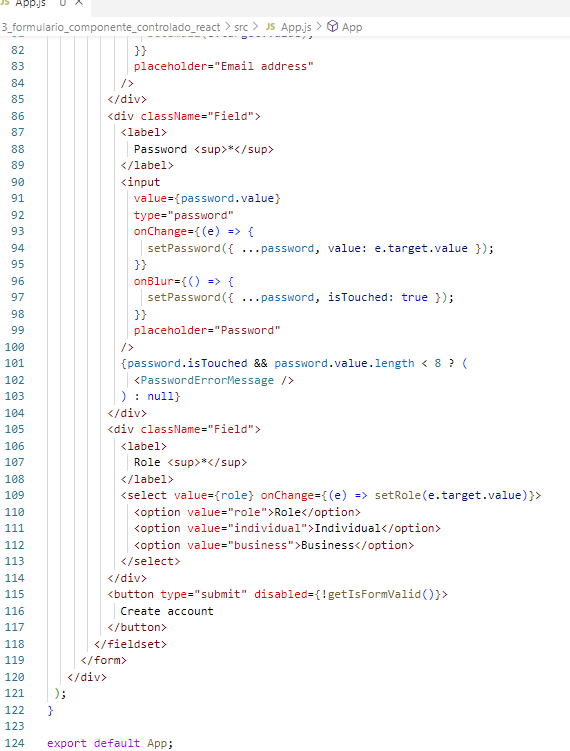 JS App.js U X
3_formulario_componente_controlado_react > src > JS App.js > App
82 }}
83 placeholder="Email address"
84 />
85 </div>
86 <div className="Field">
87 <label>
88 Password <sup>*</sup>
89 </label>
90 <input
91 value={password.value}
92 type="password"
93 onChange={(e) => {
94 setPassword({ ...password, value: e.target.value });
95 }}
96 onBlur={() => {
97 setPassword({ ...password, isTouched: true });
98 }}
99 placeholder="Password"
100 />
101 {password.isTouched && password.value.length < 8 ? (
102 <PasswordErrorMessage />
103 ) : null}
104 </div>
105 <div className="Field">
106 <label>
107 Role <sup>*</sup>
108 </label>
109 <select value={role} onChange={(e) => setRole(e.target.value)}>
110 <option value="role">Role</option>
111 <option value="individual">Individual</option>
112 <option value="business">Business</option>
113 </select>
114 </div>
115 <button type="submit" disabled={!getIsFormValid()}>
116 Create account
117 </button>
118 </fieldset>
119 </form>
120 </div>
121 );
122 }
123
124 export default App;